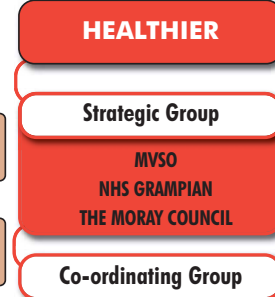 HEALTHIER
Strategic Group
MVSO
NHS GRAMPIAN
THE MORAY COUNCIL
Co-ordinating Group